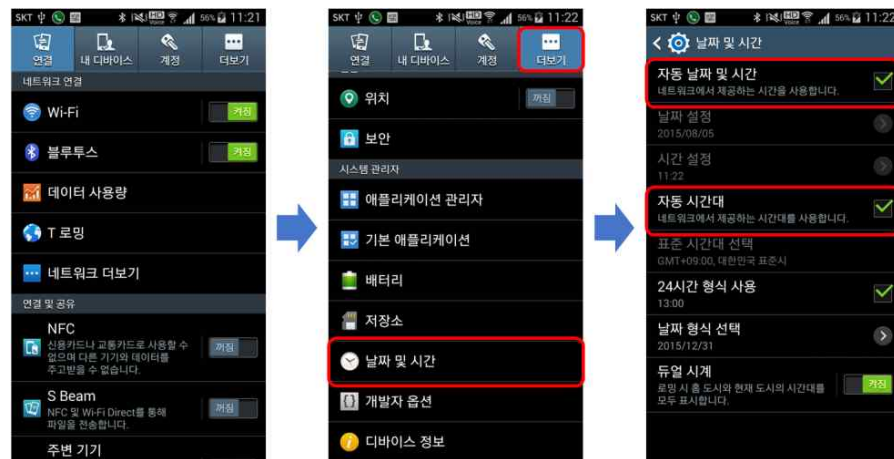 SKT 56% 11:21
연결 내 디바이스 계정 더보기
네트워크 연결
Wi-Fi 켜짐
블루투스 켜짐
데이터 사용량
T 로밍
네트워크 더보기
연결 및 공유
NFC
신용카드나 교통카드로 사용할 수
없으며 다른 기기와 데이터를
주고받을 수 없습니다.
꺼짐
S Beam
NFC 및 Wi-Fi Direct를 통해
파일을 전송합니다.
꺼짐
주변 기기
SKT 56% 11:22
연결 내 디바이스 계정 더보기
위치 꺼짐
보안
시스템 관리자
애플리케이션 관리자
기본 애플리케이션
배터리
저장소
날짜 및 시간
개발자 옵션
디바이스 정보
SKT 56% 11:22
날짜 및 시간
자동 날짜 및 시간
네트워크에서 제공하는 시간을 사용합니다.
날짜 설정
2015/08/05
시간 설정
11:22
자동 시간대
네트워크에서 제공하는 시간대를 사용합니다.
표준 시간대 선택
GMT+09:00, 대한민국 표준시
24시간 형식 사용
13:00
날짜 형식 선택
2015/12/31
듀얼 시계
로밍 시 홈 도시와 현재 도시의 시간대를
모두 표시합니다.
켜짐